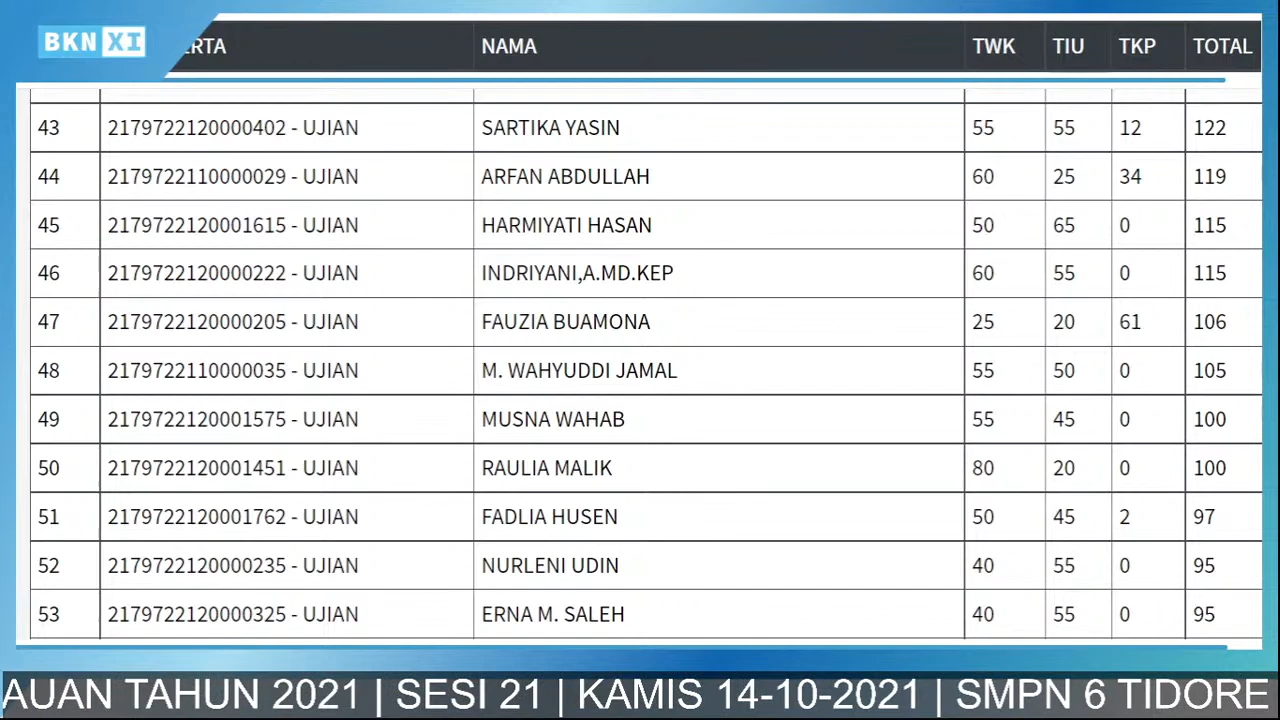 BKN XI
ERTA NAMA TWK TIU TKP TOTAL
43 2179722120000402 - UJIAN SARTIKA YASIN 55 55 12 122
44 2179722110000029 - UJIAN ARFAN ABDULLAH 60 25 34 119
45 2179722120001615 - UJIAN HARMIYATI HASAN 50 65 0 115
46 2179722120000222 - UJIAN INDRIYANI,A.MD.KEP 60 55 0 115
47 2179722120000205 - UJIAN FAUZIA BUAMONA 25 20 61 106
48 2179722110000035 - UJIAN M. WAHYUDDI JAMAL 55 50 0 105
49 2179722120001575 - UJIAN MUSNA WAHAB 55 45 0 100
50 2179722120001451 - UJIAN RAULIA MALIK 80 20 0 100
51 2179722120001762 - UJIAN FADLIA HUSEN 50 45 2 97
52 2179722120000235 - UJIAN NURLENI UDIN 40 55 0 95
53 2179722120000325 - UJIAN ERNA M. SALEH 40 55 0 95
AUAN TAHUN 2021 | SESI 21 | KAMIS 14-10-2021 | SMPN 6 TIDORE